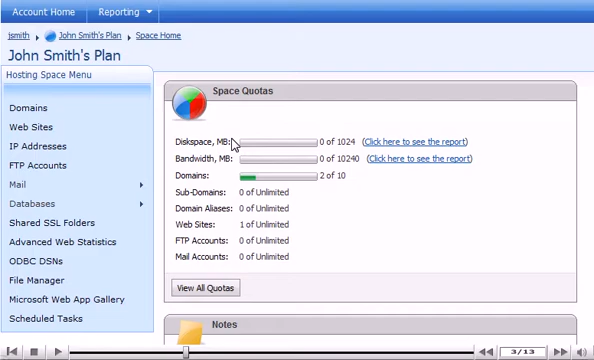 Account Home Reporting
jsmith John Smith's Plan Space Home
John Smith's Plan
Hosting Space Menu
Domains
Web Sites
IP Addresses
FTP Accounts
Mail
Databases
Shared SSL Folders
Advanced Web Statistics
ODBC DSNs
File Manager
Microsoft Web App Gallery
Scheduled Tasks
Space Quotas
Diskspace, MB: 0 of 1024 (Click here to see the report)
Bandwidth, MB: 0 of 10240 (Click here to see the report)
Domains: 2 of 10
Sub-Domains: 0 of Unlimited
Domain Aliases: 0 of Unlimited
Web Sites: 1 of Unlimited
FTP Accounts: 0 of Unlimited
Mail Accounts: 0 of Unlimited
View All Quotas
Notes
3/13